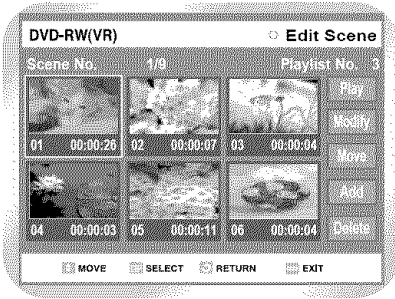 DVD-RW(VR) Edit Scene
Scene No. 1/9 Playlist No. 3
Play
Modify
Move
Add
Delete
01 00:00:26 02 00:00:07 03 00:00:04
04 00:00:03 05 00:00:11 06 00:00:04
MOVE SELECT RETURN EXIT